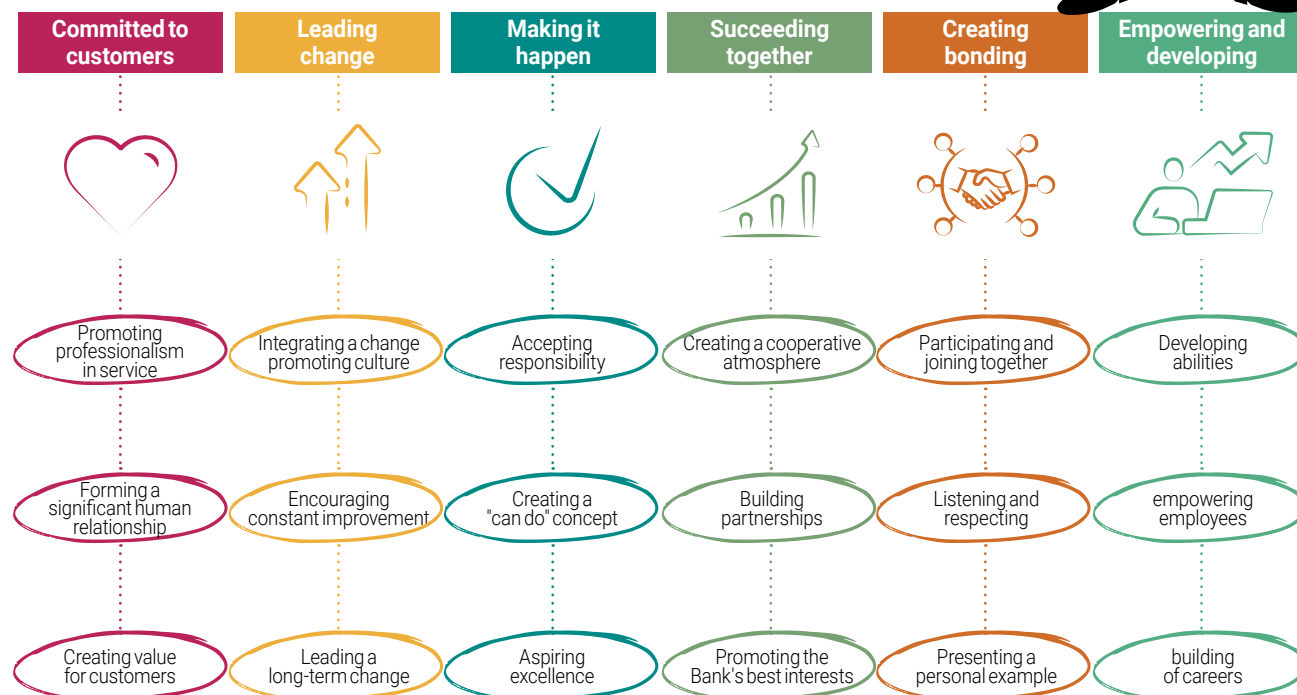 Committed to
customers
Leading
change
Making it
happen
Succeeding
together
Creating
bonding
Empowering and
developing
Promoting
professionalism
in service
Integrating a change
promoting culture
Accepting
responsibility
Creating a cooperative
atmosphere
Participating and
joining together
Developing
abilities
Forming a
significant human
relationship
Encouraging
constant improvement
Creating a
"can do" concept
Building
partnerships
Listening and
respecting
empowering
employees
Creating value
for customers
Leading a
long-term change
Aspiring
excellence
Promoting the
Bank's best interests
Presenting a
personal example
building
of careers